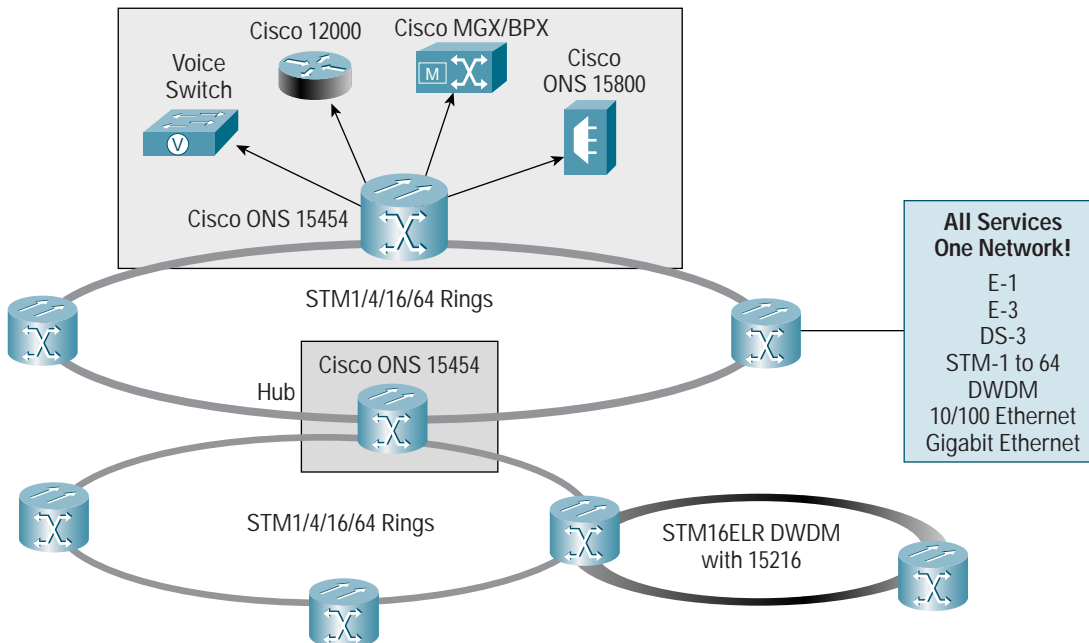 Cisco 12000
Cisco MGX/BPX
Voice
Switch
Cisco
ONS 15800
M
V
Cisco ONS 15454
All Services
One Network!
E-1
E-3
DS-3
STM-1 to 64
DWDM
10/100 Ethernet
Gigabit Ethernet
STM1/4/16/64 Rings
Cisco ONS 15454
Hub
STM1/4/16/64 Rings
STM16ELR DWDM
with 15216